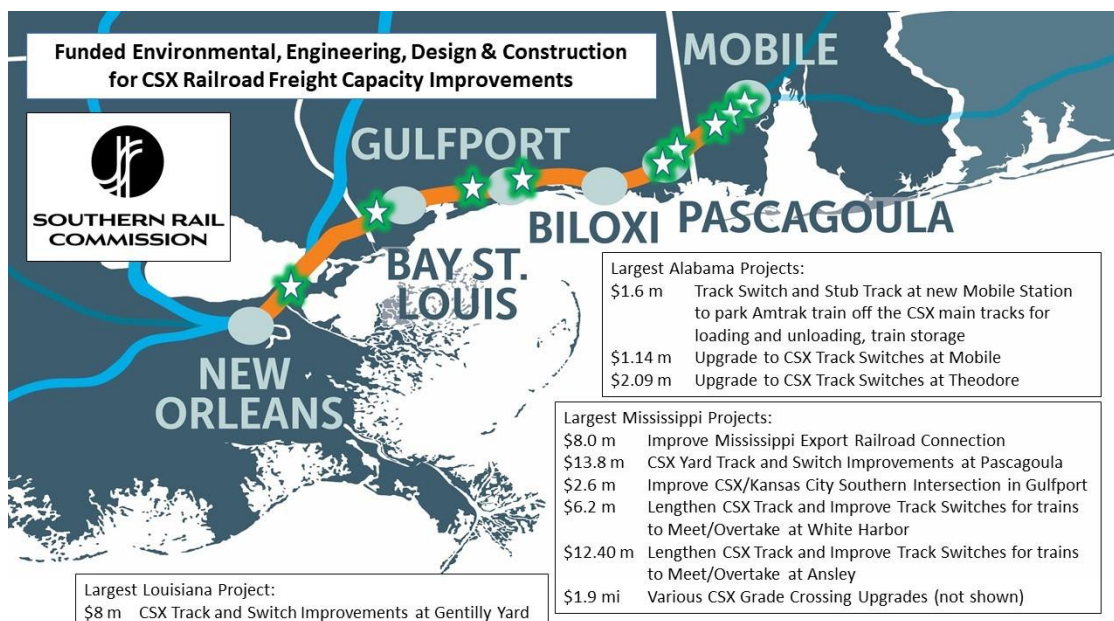 Funded Environmental, Engineering, Design & Construction
for CSX Railroad Freight Capacity Improvements
MOBILE
GULFPORT
SOUTHERN RAIL
COMMISSION
BILOXI
PASCAGOULA
BAY ST.
LOUIS
NEW
ORLEANS
Largest Alabama Projects:
$1.6 m Track Switch and Stub Track at new Mobile Station
to park Amtrak train off the CSX main tracks for
loading and unloading, train storage
$1.14 m Upgrade to CSX Track Switches at Mobile
$2.09 m Upgrade to CSX Track Switches at Theodore
Largest Mississippi Projects:
$8.0 m Improve Mississippi Export Railroad Connection
$13.8 m CSX Yard Track and Switch Improvements at Pascagoula
$2.6 m Improve CSX/Kansas City Southern Intersection in Gulfport
$6.2 m Lengthen CSX Track and Improve Track Switches for trains
to Meet/Overtake at White Harbor
$12.40 m Lengthen CSX Track and Improve Track Switches for trains
to Meet/Overtake at Ansley
$1.9 mi Various CSX Grade Crossing Upgrades (not shown)
Largest Louisiana Project:
$8 m CSX Track and Switch Improvements at Gentilly Yard